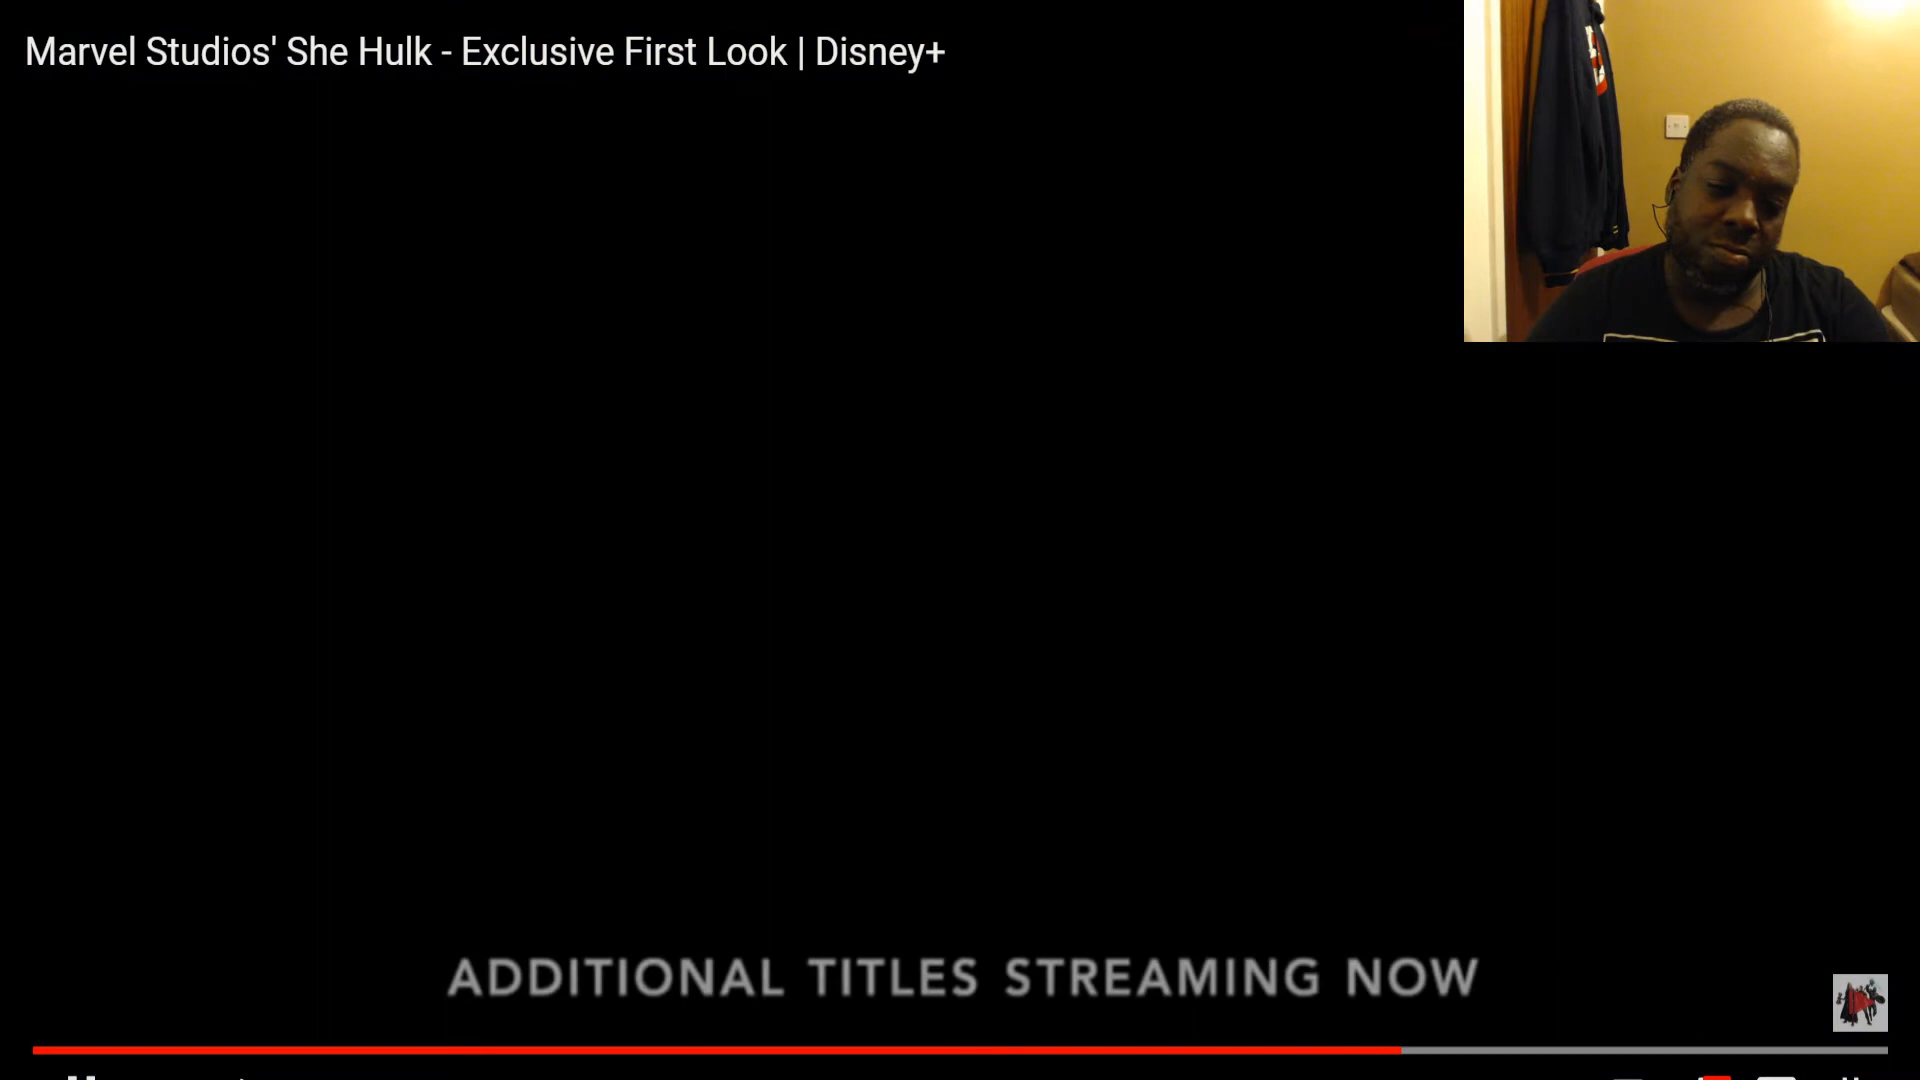 Marvel Studios' She Hulk - Exclusive First Look | Disney+
ADDITIONAL TITLES STREAMING NOW